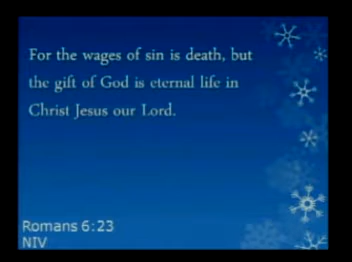 For the wages of sin is death, but
the gift of God is eternal life in
Christ Jesus our Lord.
Romans 6:23
NIV